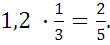 1,2 · 1/3 = 2/5.